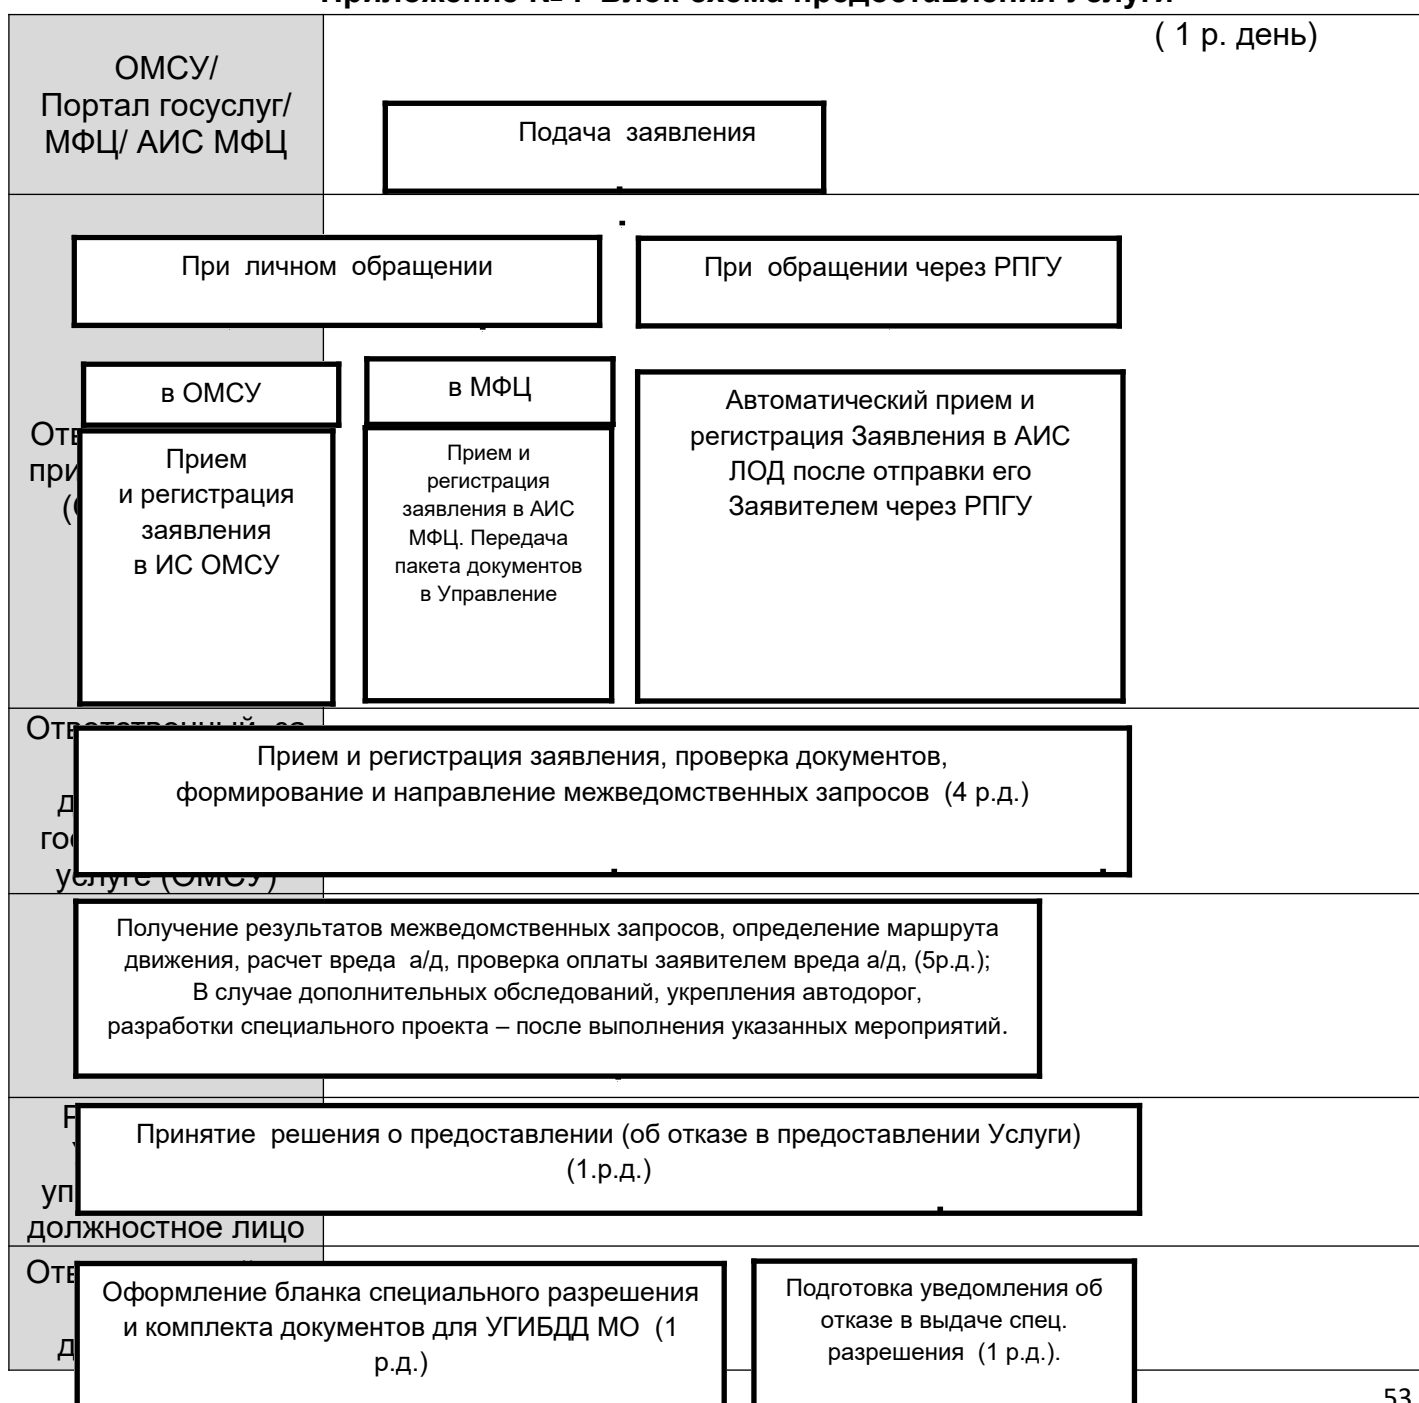 ( 1 р. день)
ОМСУ/
Портал госуслуг/
МФЦ/ АИС МФЦ
Подача заявления
При личном обращении
При обращении через РПГУ
в ОМСУ
в МФЦ
Прием
и регистрация
заявления
в ИС ОМСУ
Прием и
регистрация
заявления в АИС
МФЦ. Передача
пакета документов
в Управление
Автоматический прием и
регистрация Заявления в АИС
ЛОД после отправки его
Заявителем через РПГУ
Прием и регистрация заявления, проверка документов,
формирование и направление межведомственных запросов (4 р.д.)
услуге (ОМСУ)
Получение результатов межведомственных запросов, определение маршрута
движения, расчет вреда а/д, проверка оплаты заявителем вреда а/д, (5р.д.);
В случае дополнительных обследований, укрепления автодорог,
разработки специального проекта – после выполнения указанных мероприятий.
Принятие решения о предоставлении (об отказе в предоставлении Услуги)
(1.р.д.)
должностное лицо
Оформление бланка специального разрешения
и комплекта документов для УГИБДД МО (1
р.д.)
Подготовка уведомления об
отказе в выдаче спец.
разрешения (1 р.д.).
53